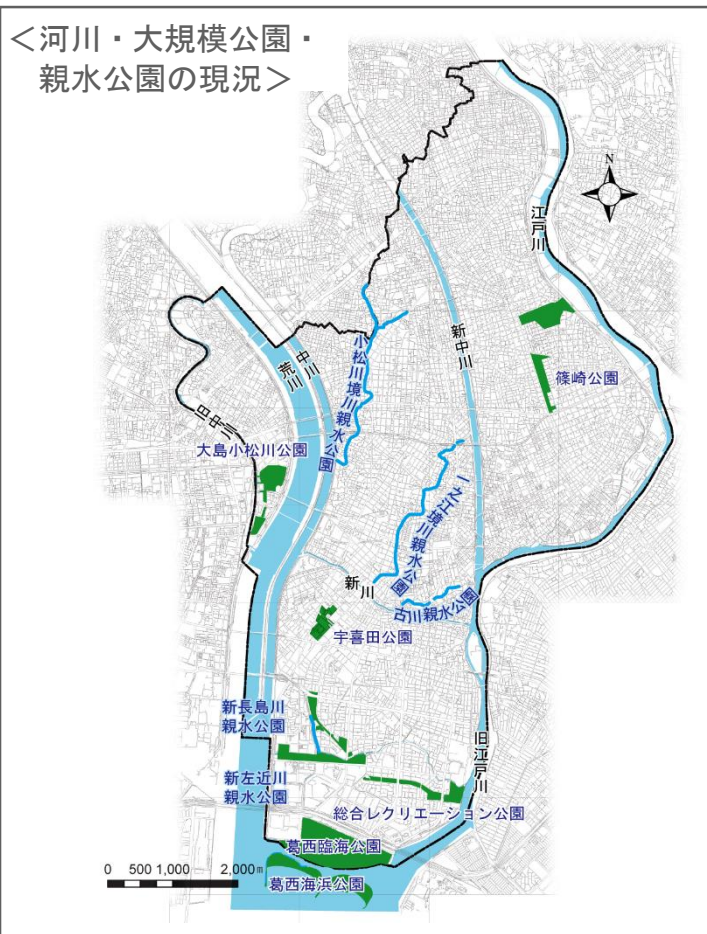 ＜河川・大規模公園・
親水公園の現況＞
N
江戸川
新中川
中川
荒川
小松川境川親水公園
篠崎公園
旧中川
大島小松川公園
一之江境川親水公園
新川
古川親水公園
宇喜田公園
新長島川
親水公園
旧江戸川
新左近川
親水公園
総合レクリエーション公園
葛西臨海公園
0 500 1,000 2,000m
葛西海浜公園